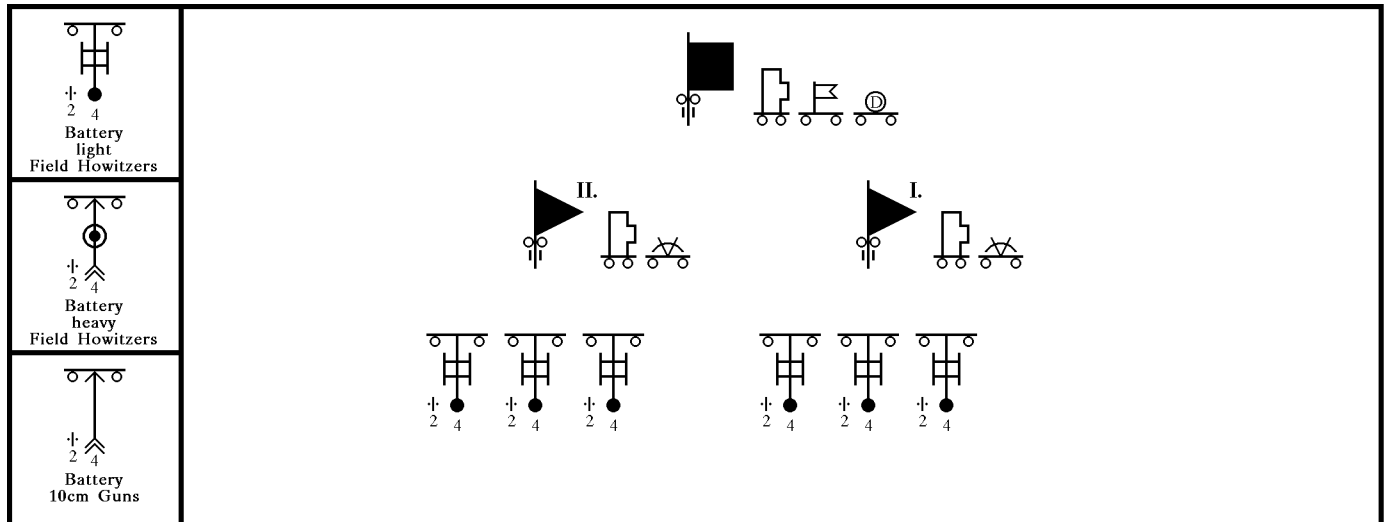 2 4
Battery
light
Field Howitzers
2 4
Battery
heavy
Field Howitzers
2 4
Battery
10cm Guns
D
II.
I.
2 4 2 4 2 4
2 4 2 4 2 4